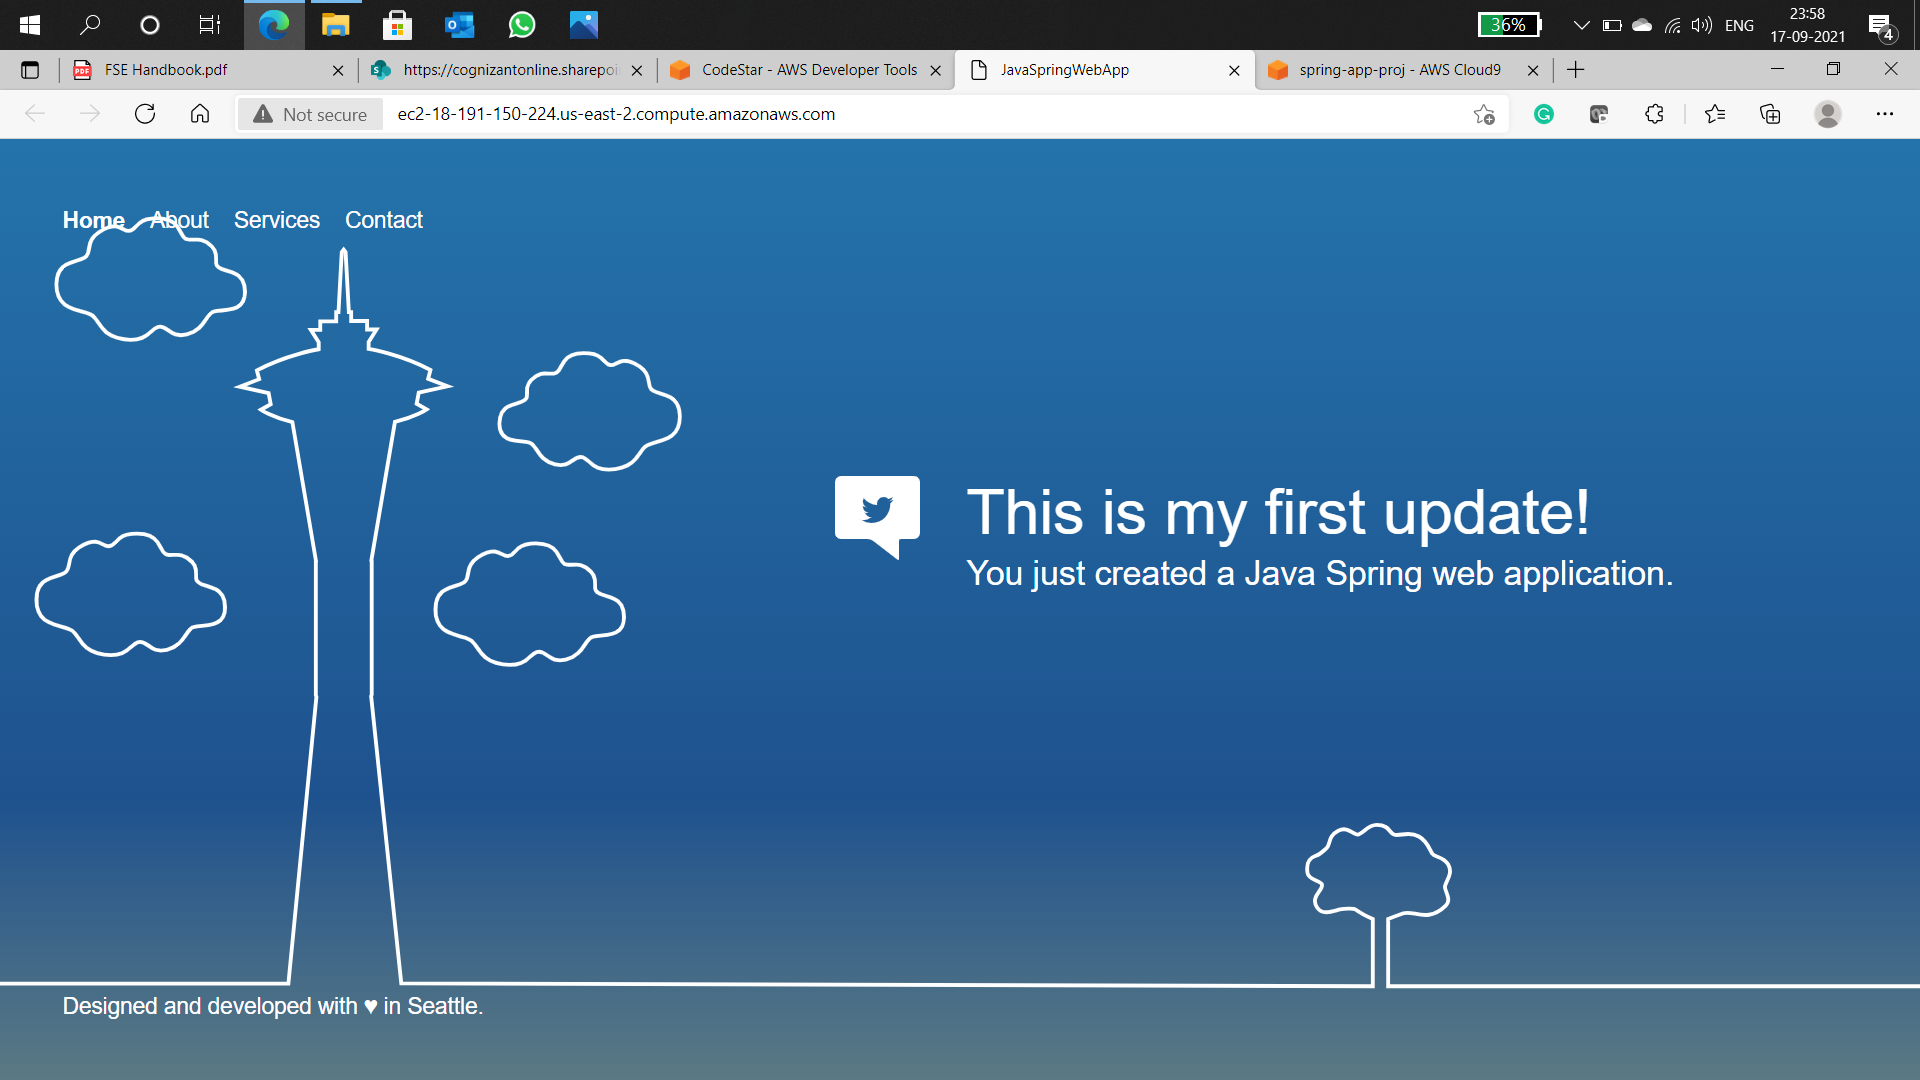 36%
ENG
23:58
17-09-2021
4
FSE Handbook.pdf
https://cognizantonline.sharepoi
CodeStar - AWS Developer Tools
JavaSpringWebApp
spring-app-proj - AWS Cloud9
Not secure
ec2-18-191-150-224.us-east-2.compute.amazonaws.com
Home About Services Contact
This is my first update!
You just created a Java Spring web application.
Designed and developed with ♥ in Seattle.